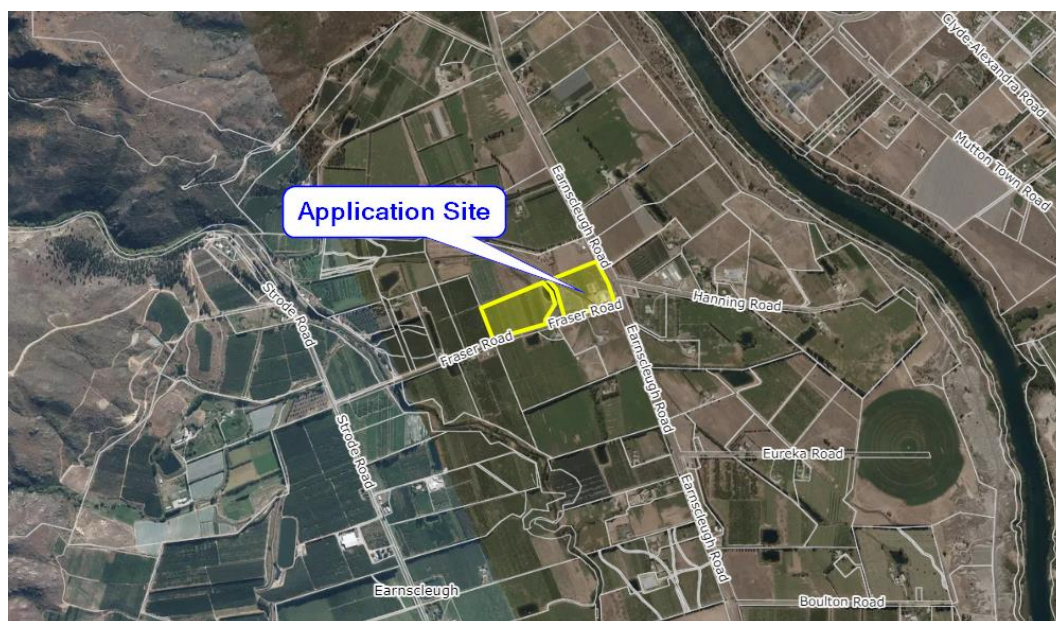 Clyde-Alexandra Road
Mutton Town Road
Earnscleugh Road
Application Site
Strode Road
Hanning Road
Fraser Road
Fraser Road
Earnscleugh Road
Strode Road
Eureka Road
Earnscleugh Road
Earnscleugh
Boulton Road